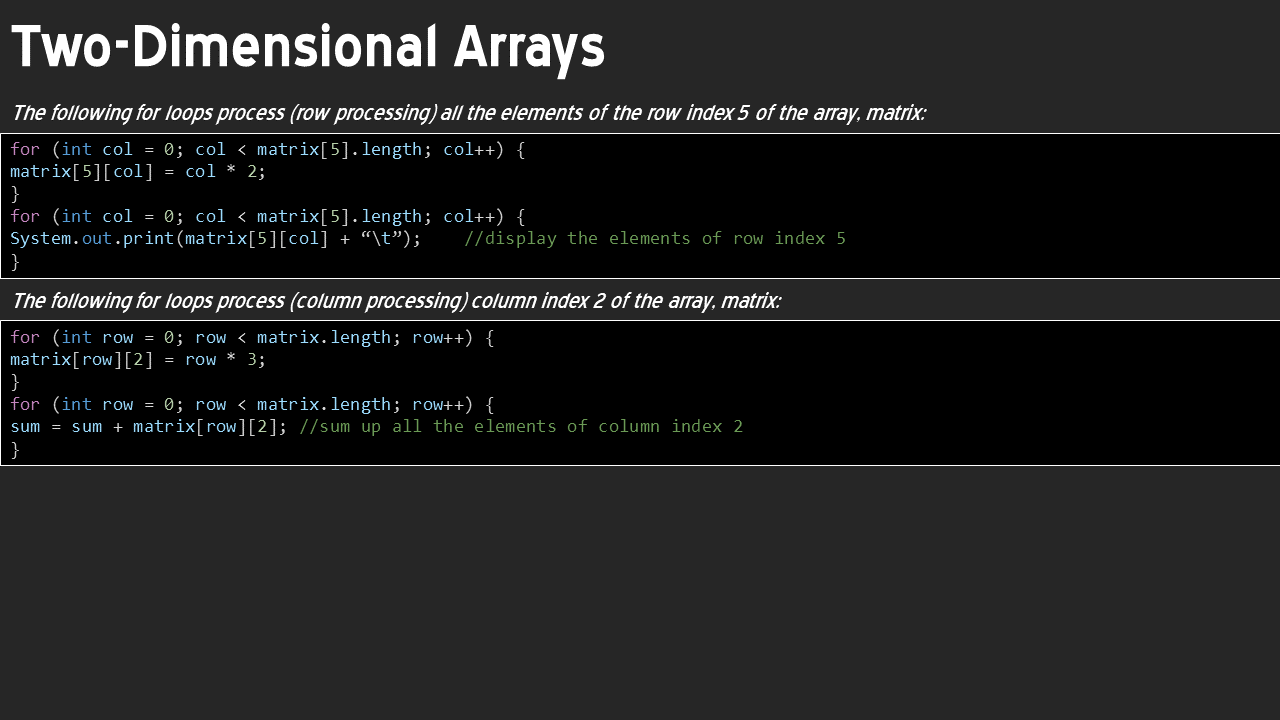 Two-Dimensional Arrays
The following for loops process (row processing) all the elements of the row index 5 of the array, matrix:
for (int col = 0; col < matrix[5].length; col++) {
matrix[5][col] = col * 2;
}
for (int col = 0; col < matrix[5].length; col++) {
System.out.print(matrix[5][col] + “\t”);    //display the elements of row index 5
}
The following for loops process (column processing) column index 2 of the array, matrix:
for (int row = 0; row < matrix.length; row++) {
matrix[row][2] = row * 3;
}
for (int row = 0; row < matrix.length; row++) {
sum = sum + matrix[row][2]; //sum up all the elements of column index 2
}